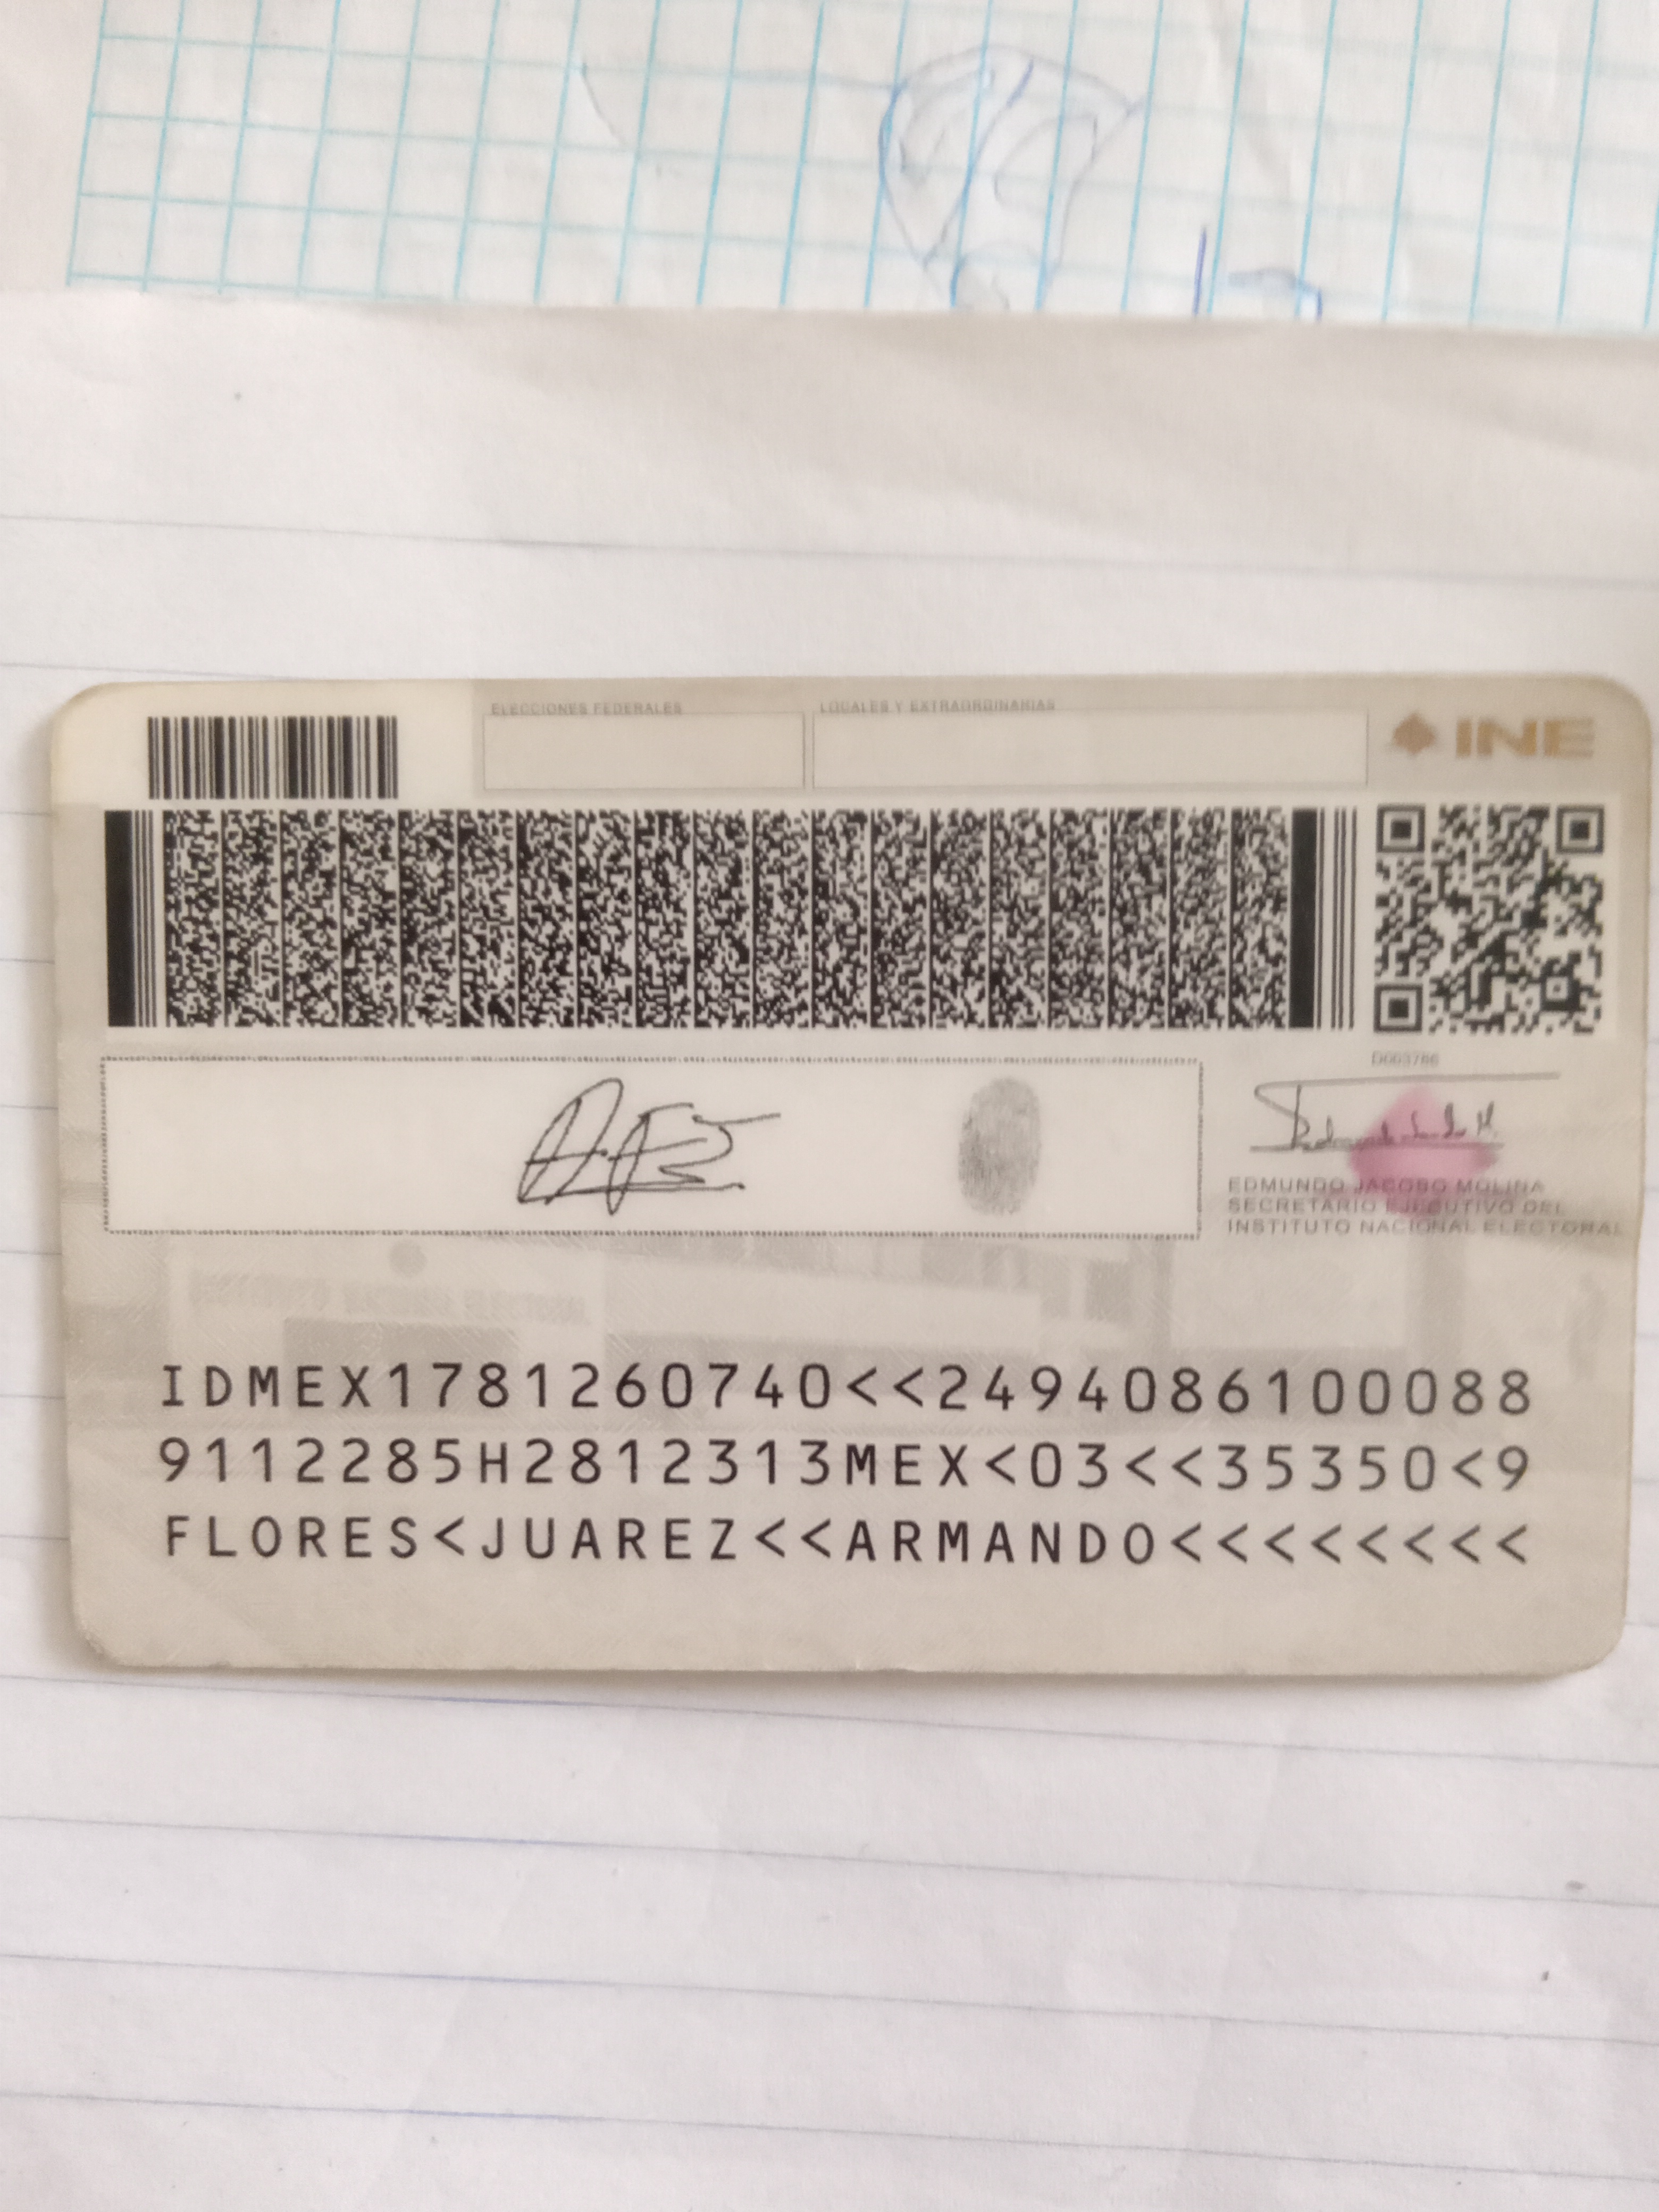 ELECCIONES FEDERALES
LOCALES Y EXTRAORDINARIAS
INE
D003786
EDMUNDO JACOBO MOLINA
SECRETARIO EJECUTIVO DEL
INSTITUTO NACIONAL ELECTORAL
IDMEX1781260740<<2494086100088
9112285H2812313MEX<03<<35350<9
FLORES<JUAREZ<<ARMANDO<<<<<<<<